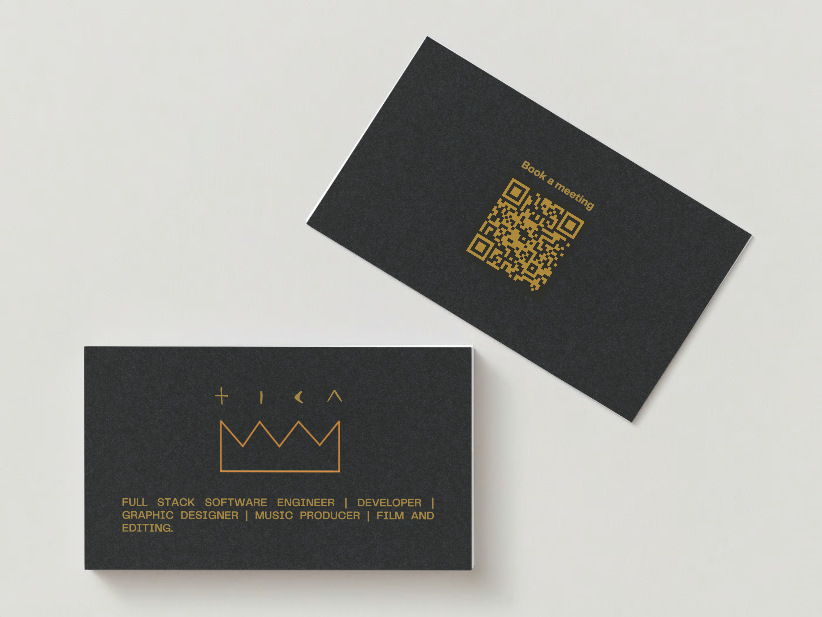 Book a meeting
FULL STACK SOFTWARE ENGINEER | DEVELOPER |
GRAPHIC DESIGNER | MUSIC PRODUCER | FILM AND
EDITING.